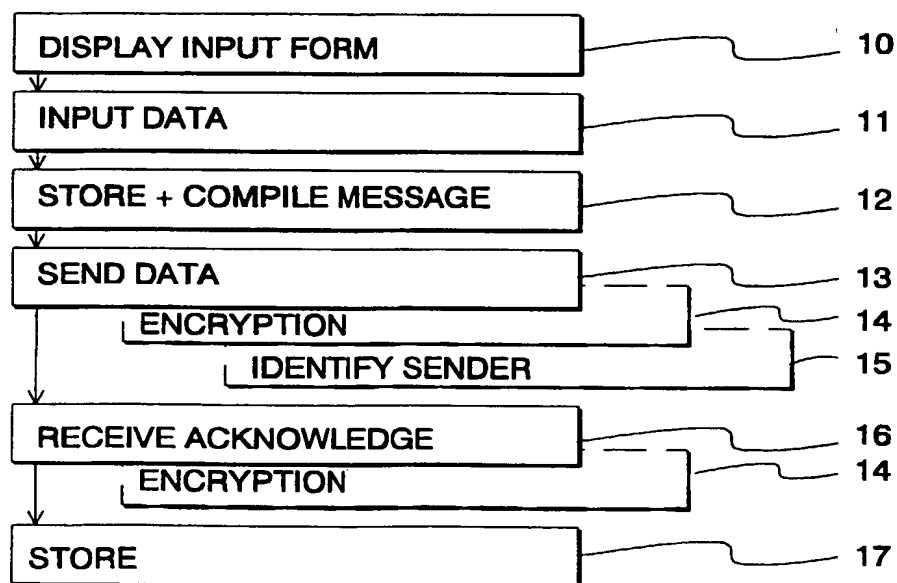 DISPLAY INPUT FORM 10
INPUT DATA 11
STORE + COMPILE MESSAGE 12
SEND DATA 13
ENCRYPTION 14
IDENTIFY SENDER 15
RECEIVE ACKNOWLEDGE 16
ENCRYPTION 14
STORE 17